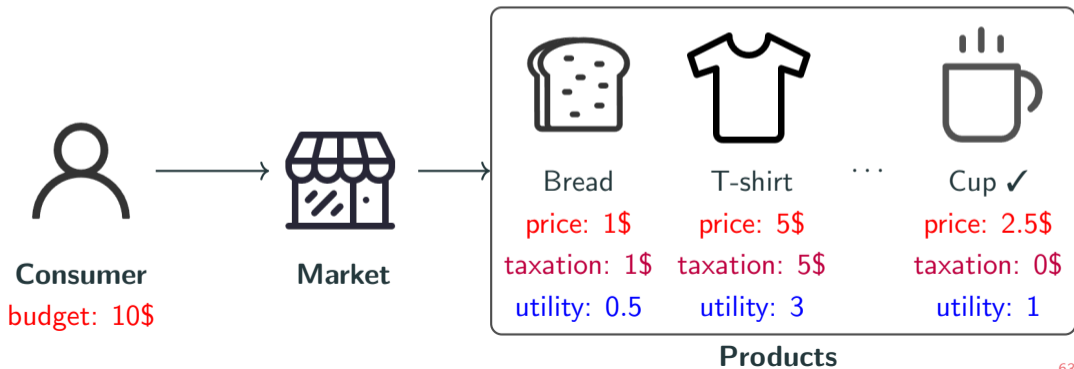 Consumer
budget: 10$
Market
Bread
price: 1$
taxation: 1$
utility: 0.5
T-shirt
price: 5$
taxation: 5$
utility: 3
· · ·
Cup ✓
price: 2.5$
taxation: 0$
utility: 1
Products
63